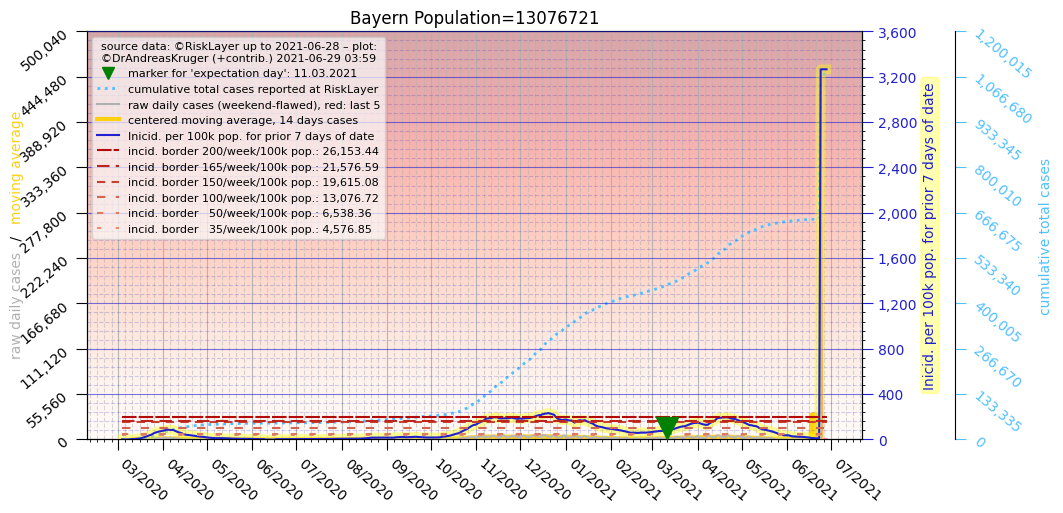 Bayern Population=13076721
source data: ©RiskLayer up to 2021-06-28 – plot:
©DrAndreasKruger (+contrib.) 2021-06-29 03:59
marker for 'expectation day': 11.03.2021
cumulative total cases reported at RiskLayer
raw daily cases (weekend-flawed), red: last 5
centered moving average, 14 days cases
Inicid. per 100k pop. for prior 7 days of date
incid. border 200/week/100k pop.: 26,153.44
incid. border 165/week/100k pop.: 21,576.59
incid. border 150/week/100k pop.: 19,615.08
incid. border 100/week/100k pop.: 13,076.72
incid. border   50/week/100k pop.: 6,538.36
incid. border   35/week/100k pop.: 4,576.85
raw daily cases / moving average
500,040
444,480
388,920
333,360
277,800
222,240
166,680
111,120
55,560
0
03/2020
04/2020
05/2020
06/2020
07/2020
08/2020
09/2020
10/2020
11/2020
12/2020
01/2021
02/2021
03/2021
04/2021
05/2021
06/2021
07/2021
3,600
3,200
2,800
2,400
2,000
1,600
1,200
800
400
0
Inicid. per 100k pop. for prior 7 days of date
1,200,015
1,066,680
933,345
800,010
666,675
533,340
400,005
266,670
133,335
0
cumulative total cases